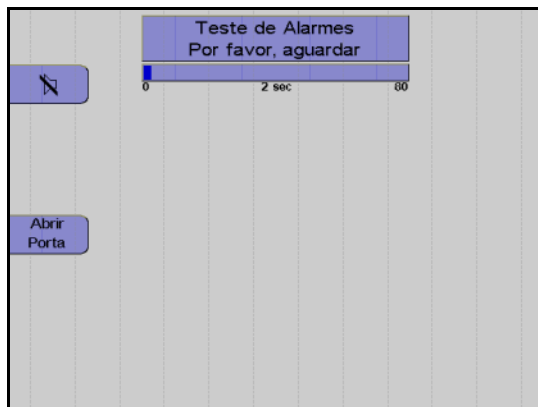 Teste de Alarmes
Por favor, aguardar
0 2 sec 80
Abrir
Porta